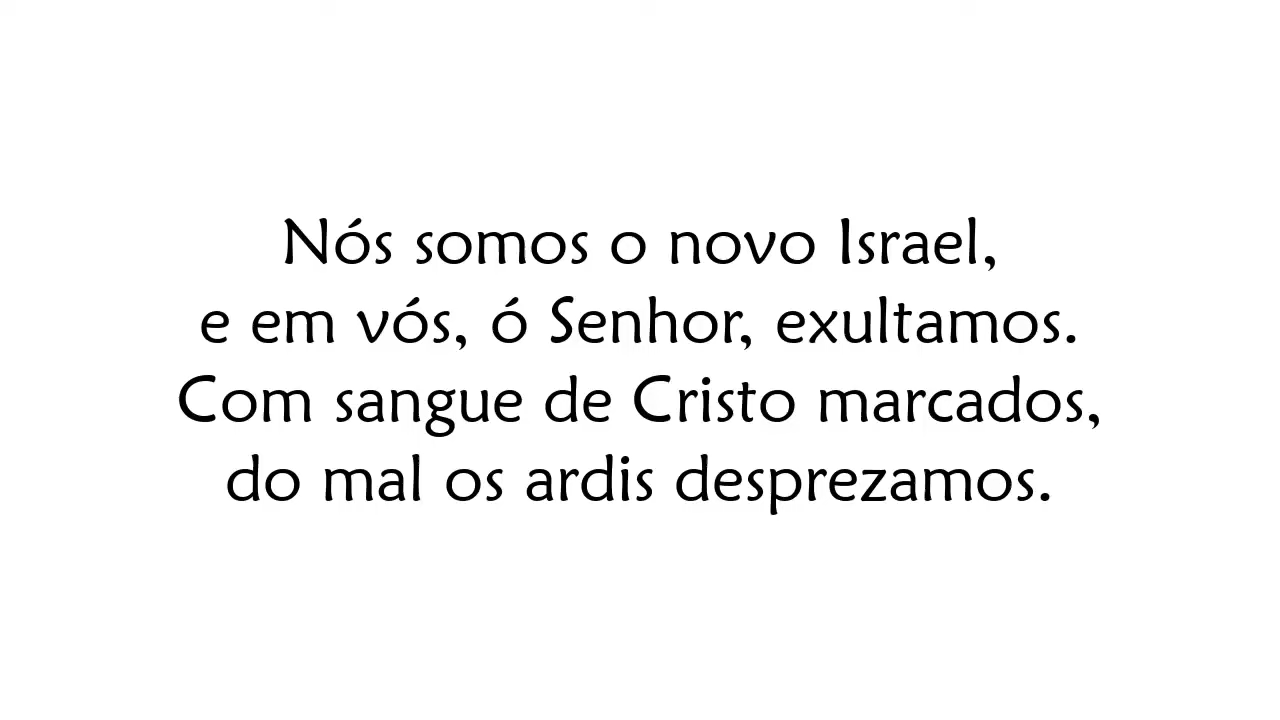 Nós somos o novo Israel,
e em vós, ó Senhor, exultamos.
Com sangue de Cristo marcados,
do mal os ardis desprezamos.